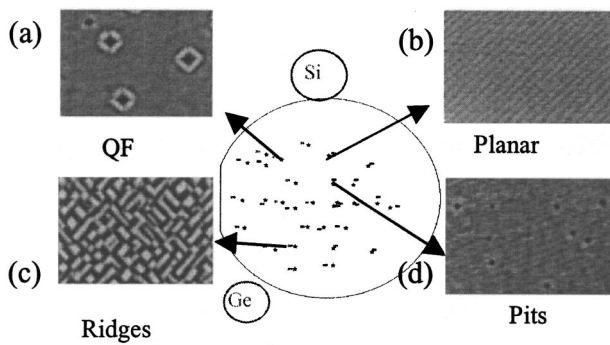 (a)
(b)
Si
QF
Planar
(c)
(d)
Ge
Ridges
Pits